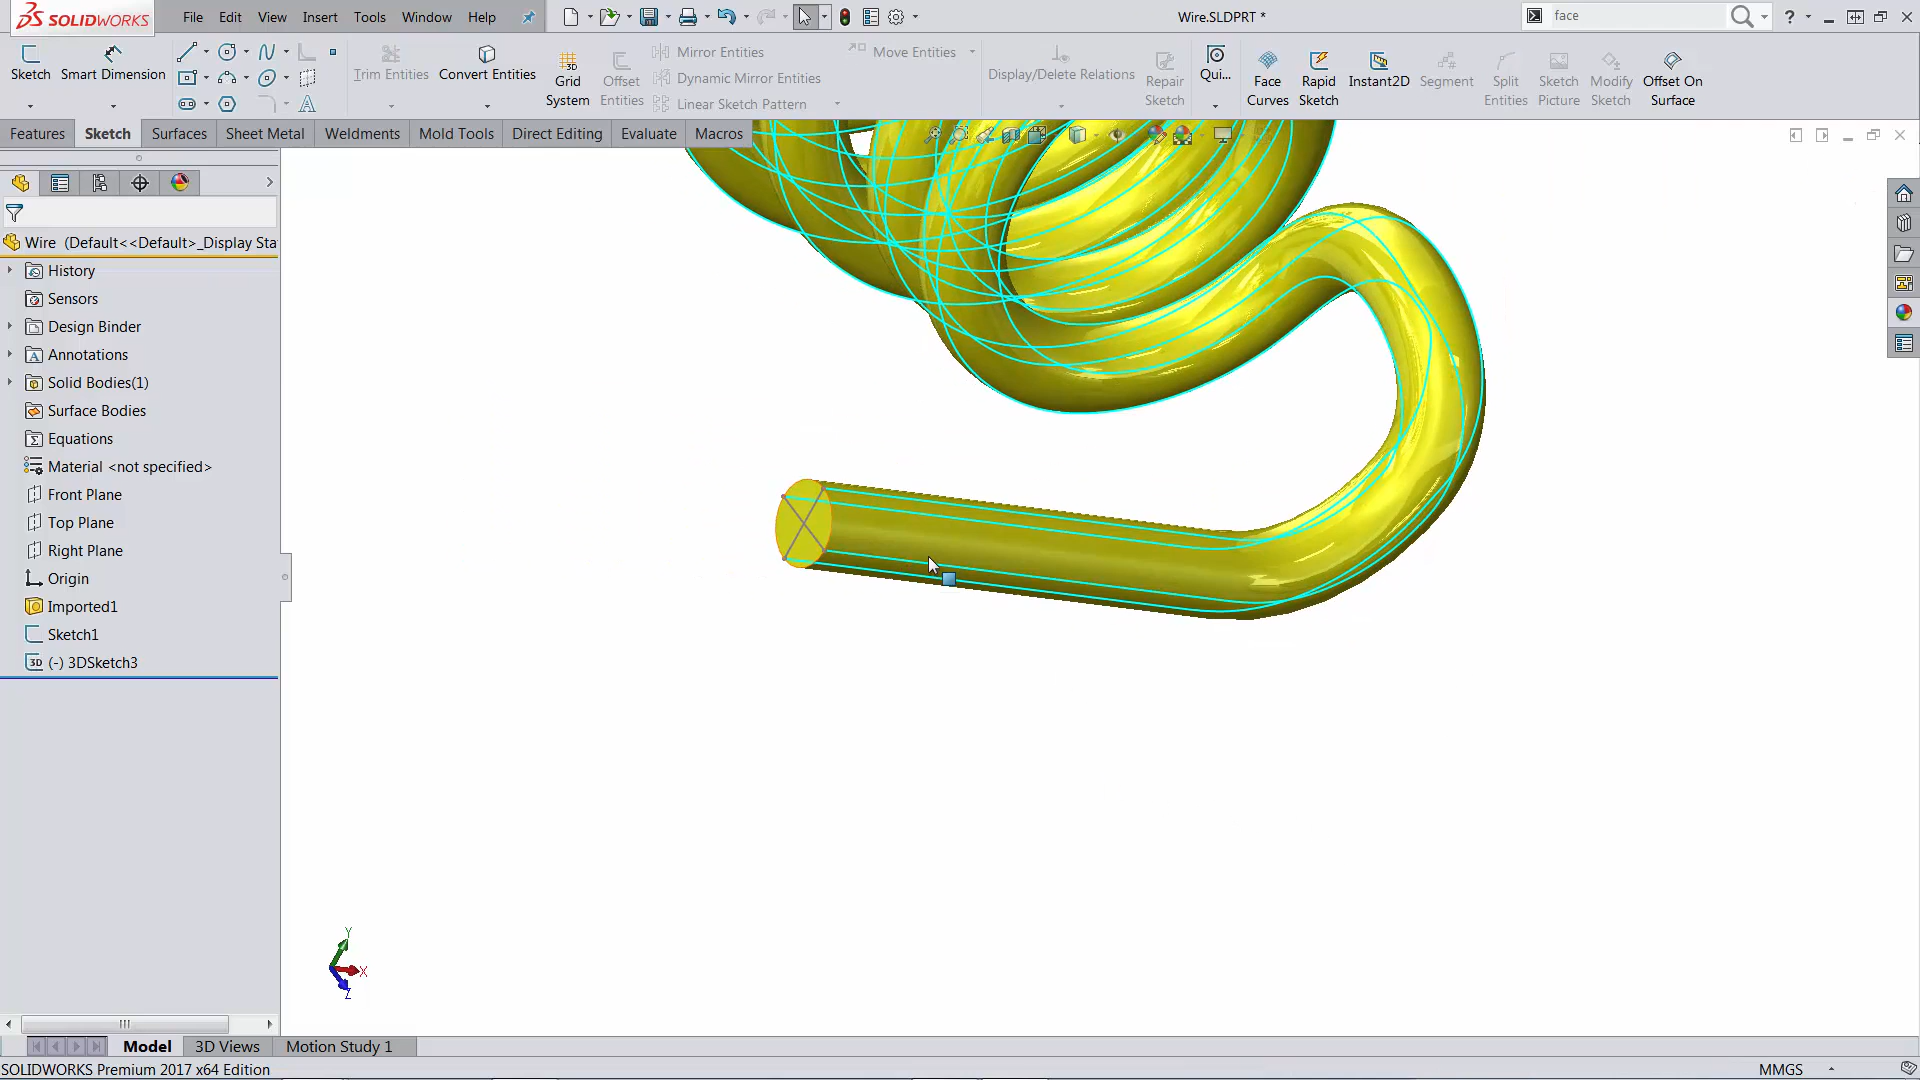 SOLIDWORKS File Edit View Insert Tools Window Help Wire.SLDPRT * face
Sketch Smart Dimension Trim Entities Convert Entities Grid System Offset Entities Mirror Entities Dynamic Mirror Entities Linear Sketch Pattern Move Entities Display/Delete Relations Repair Sketch Qui... Face Curves Rapid Sketch Instant2D Segment Split Entities Sketch Picture Modify Sketch Offset On Surface
Features Sketch Surfaces Sheet Metal Weldments Mold Tools Direct Editing Evaluate Macros
Wire (Default<<Default>_Display Sta
History
Sensors
Design Binder
Annotations
Solid Bodies(1)
Surface Bodies
Equations
Material <not specified>
Front Plane
Top Plane
Right Plane
Origin
Imported1
Sketch1
3D (-) 3DSketch3
Y
X
Z
Model 3D Views Motion Study 1
SOLIDWORKS Premium 2017 x64 Edition MMGS